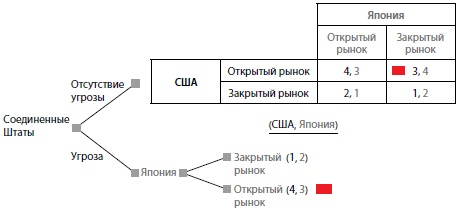 Япония
Открытый
рынок
Закрытый
рынок
США
Открытый рынок
4, 3
3, 4
Закрытый рынок
2, 1
1, 2
Отсутствие
угрозы
(США, Япония)
Соединенные
Штаты
Угроза
Япония
Закрытый (1, 2)
рынок
Открытый (4, 3)
рынок